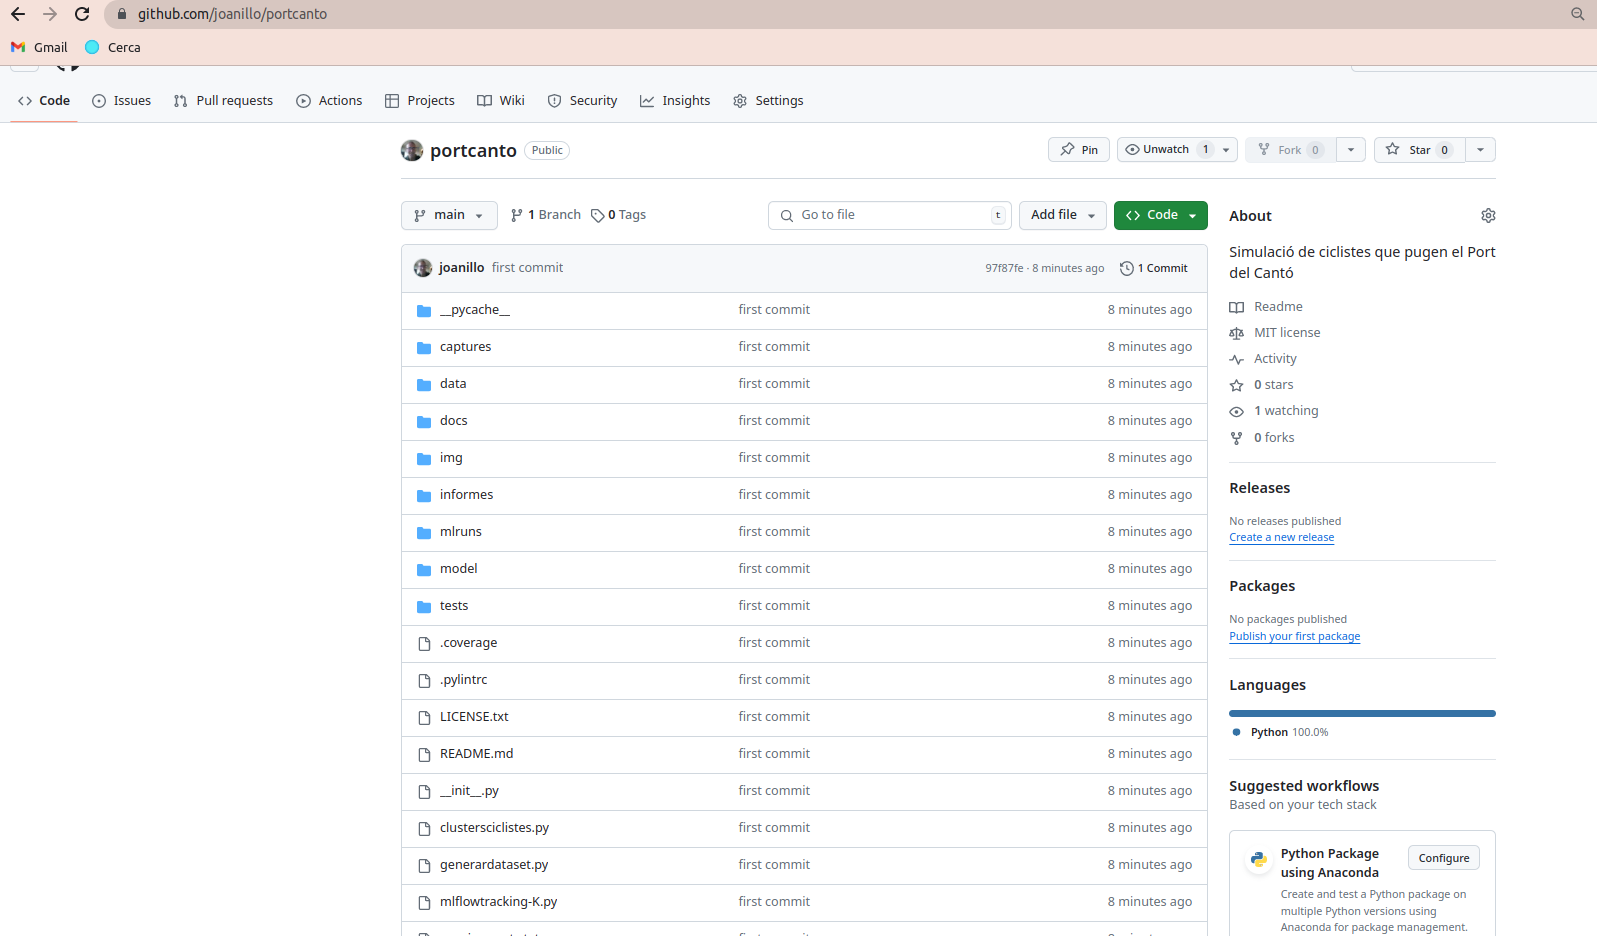 github.com/joanillo/portcanto
Gmail Cerca
Code Issues Pull requests Actions Projects Wiki Security Insights Settings
portcanto Public Pin Unwatch 1 Fork 0 Star 0
main 1 Branch 0 Tags Go to file t Add file Code
joanillo first commit 97f87fe · 8 minutes ago 1 Commit
__pycache__ first commit 8 minutes ago
captures first commit 8 minutes ago
data first commit 8 minutes ago
docs first commit 8 minutes ago
img first commit 8 minutes ago
informes first commit 8 minutes ago
mlruns first commit 8 minutes ago
model first commit 8 minutes ago
tests first commit 8 minutes ago
.coverage first commit 8 minutes ago
.pylintrc first commit 8 minutes ago
LICENSE.txt first commit 8 minutes ago
README.md first commit 8 minutes ago
__init__.py first commit 8 minutes ago
clustersciclistes.py first commit 8 minutes ago
generardataset.py first commit 8 minutes ago
mlflowtracking-K.py first commit 8 minutes ago
About
Simulació de ciclistes que pugen el Port
del Cantó
Readme
MIT license
Activity
0 stars
1 watching
0 forks
Releases
No releases published
Create a new release
Packages
No packages published
Publish your first package
Languages
Python 100.0%
Suggested workflows
Based on your tech stack
Python Package
using Anaconda
Configure
Create and test a Python package on
multiple Python versions using
Anaconda for package management.